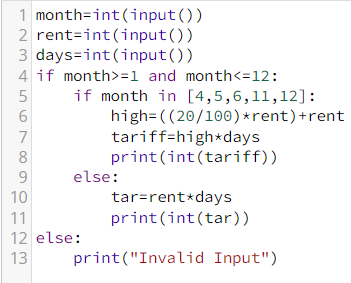 1 month=int(input())
2 rent=int(input())
3 days=int(input())
4 if month>=1 and month<=12:
5     if month in [4,5,6,11,12]:
6         high=((20/100)*rent)+rent
7         tariff=high*days
8         print(int(tariff))
9     else:
10         tar=rent*days
11         print(int(tar))
12 else:
13     print("Invalid Input")